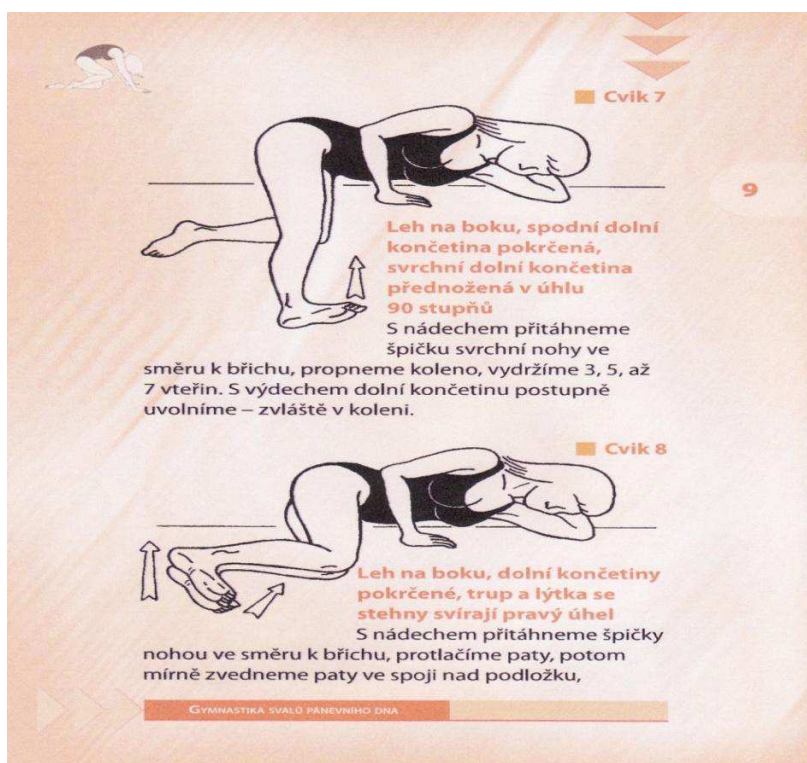 Cvik 7
9
Leh na boku, spodní dolní
končetina pokrčená,
svrchní dolní končetina
přednožená v úhlu
90 stupňů
S nádechem přitáhneme
špičku svrchní nohy ve
směru k břichu, propneme koleno, vydržíme 3, 5, až
7 vteřin. S výdechem dolní končetinu postupně
uvolníme – zvláště v koleni.
Cvik 8
Leh na boku, dolní končetiny
pokrčené, trup a lýtka se
stehny svírají pravý úhel
S nádechem přitáhneme špičky
nohou ve směru k břichu, protlačíme paty, potom
mírně zvedneme paty ve spoji nad podložku,
GYMNASTIKA SVALŮ PÁNEVNÍHO DNA